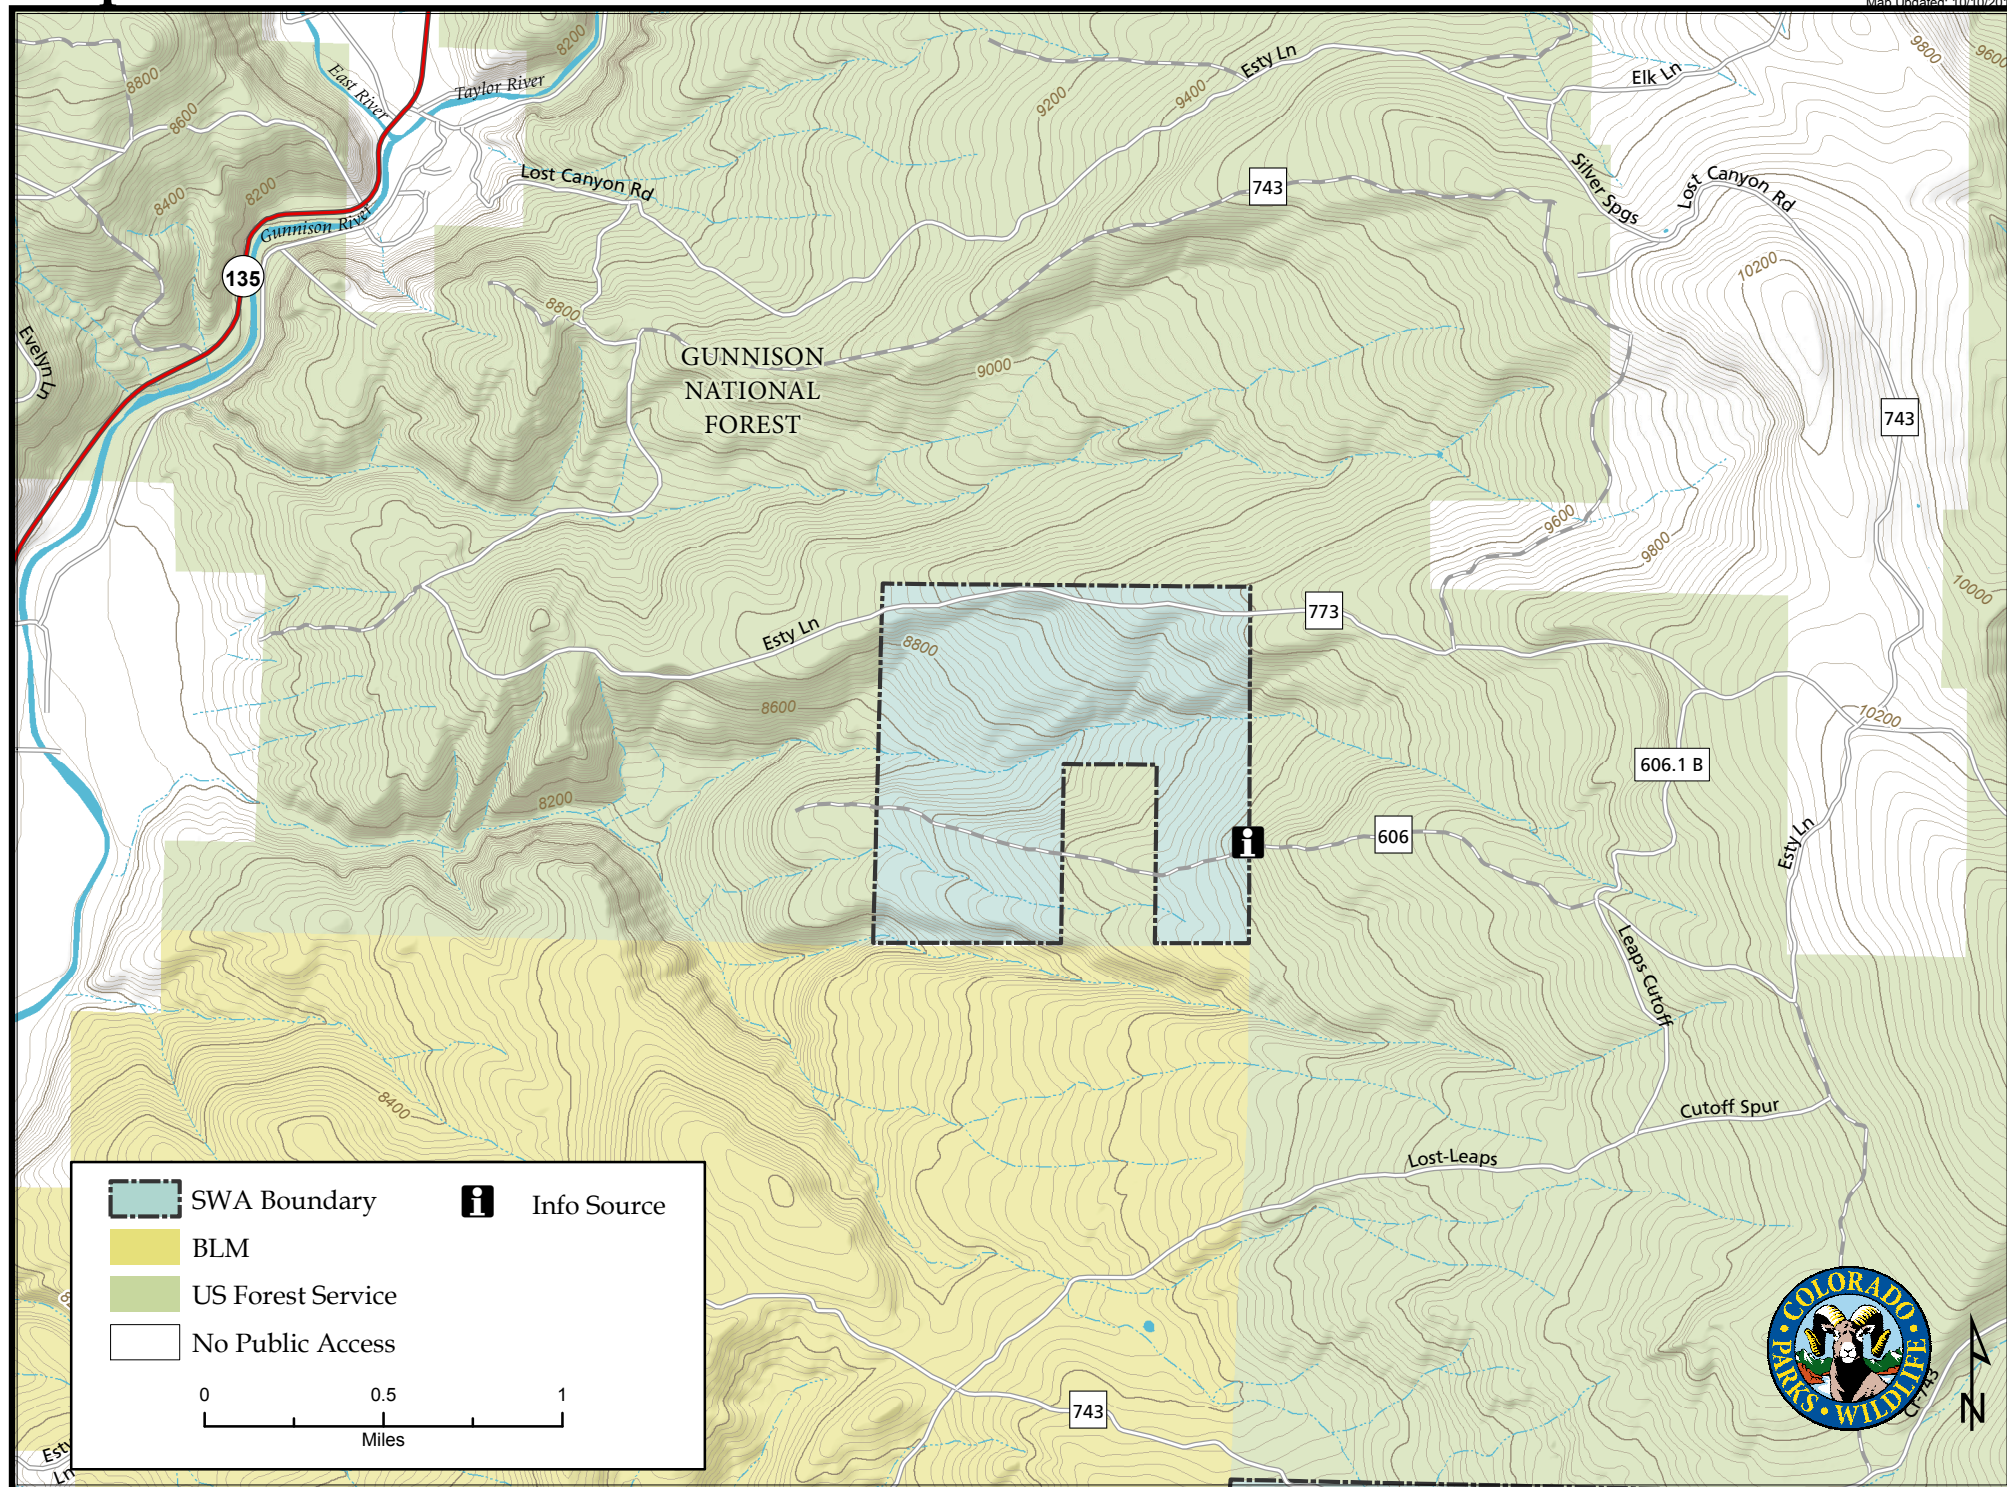 8200
9800
9600
East River
Taylor River
Esty Ln
Elk Ln
8800
9200
9400
8600
Lost Canyon Rd
743
Silver Spgs
Lost Canyon Rd
8400
8200
Gunnison River
135
10200
8800
Evelyn Ln
GUNNISON
NATIONAL
FOREST
9000
743
9600
9800
10000
773
Esty Ln
8800
8600
10200
606.1 B
8200
606
Esty Ln
Leaps Cutoff
8400
Cutoff Spur
Lost-Leaps
SWA Boundary
Info Source
BLM
US Forest Service
No Public Access
0 0.5 1
Miles
Esty
Ln
743
COLORADO
PARKS • WILDLIFE
N